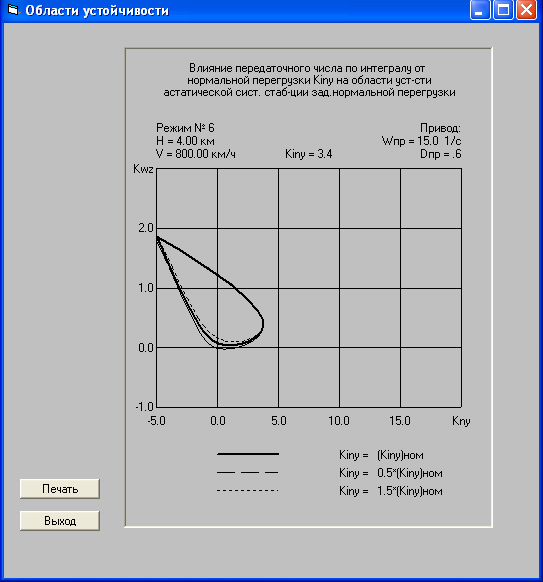 Области устойчивости
Влияние передаточного числа по интегралу от
нормальной перегрузки Kiny на области уст-сти
астатической сист. стаб-ции зад.нормальной перегрузки
Режим № 6 Привод:
H = 4.00 км Wпр = 15.0 1/с
V = 800.00 км/ч Kiny = 3.4 Dпр = .6
Kwz
2.0
1.0
0.0
-1.0
-5.0 0.0 5.0 10.0 15.0 Kny
Kiny = (Kiny)ном
Kiny = 0.5*(Kiny)ном
Kiny = 1.5*(Kiny)ном
Печать
Выход